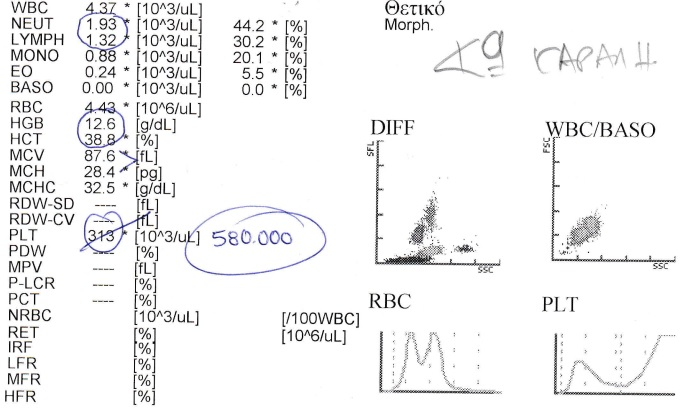 WBC 4.37 * [10^3/uL]
NEUT 1.93 * [10^3/uL] 44.2 * [%]
LYMPH 1.32 * [10^3/uL] 30.2 * [%]
MONO 0.88 * [10^3/uL] 20.1 * [%]
EO 0.24 * [10^3/uL] 5.5 * [%]
BASO 0.00 * [10^3/uL] 0.0 * [%]
RBC 4.43 * [10^6/uL]
HGB 12.6 [g/dL]
HCT 38.8 * [%]
MCV 87.6 * [fL]
MCH 28.4 * [pg]
MCHC 32.5 * [g/dL]
RDW-SD ---- [fL]
RDW-CV ---- [fL]
PLT 313 * [10^3/uL] 580.000
PDW ---- [%]
MPV ---- [fL]
P-LCR ---- [%]
PCT ---- [%]
NRBC [10^3/uL] [/100WBC]
RET [%] [10^6/uL]
IRF [%]
LFR [%]
MFR [%]
HFR [%]
Θετικό
Morph.
DIFF
SFL
SSC
WBC/BASO
FSC
SSC
RBC
PLT